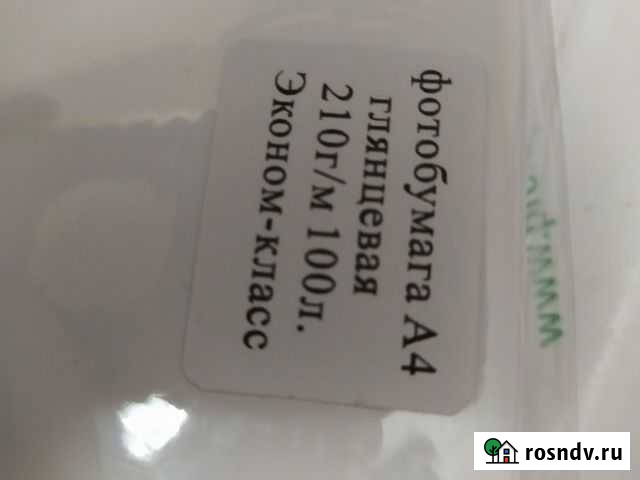 фотобумага А4
глянцевая
210г/м 100л.
Эконом-класс
rosndv.ru